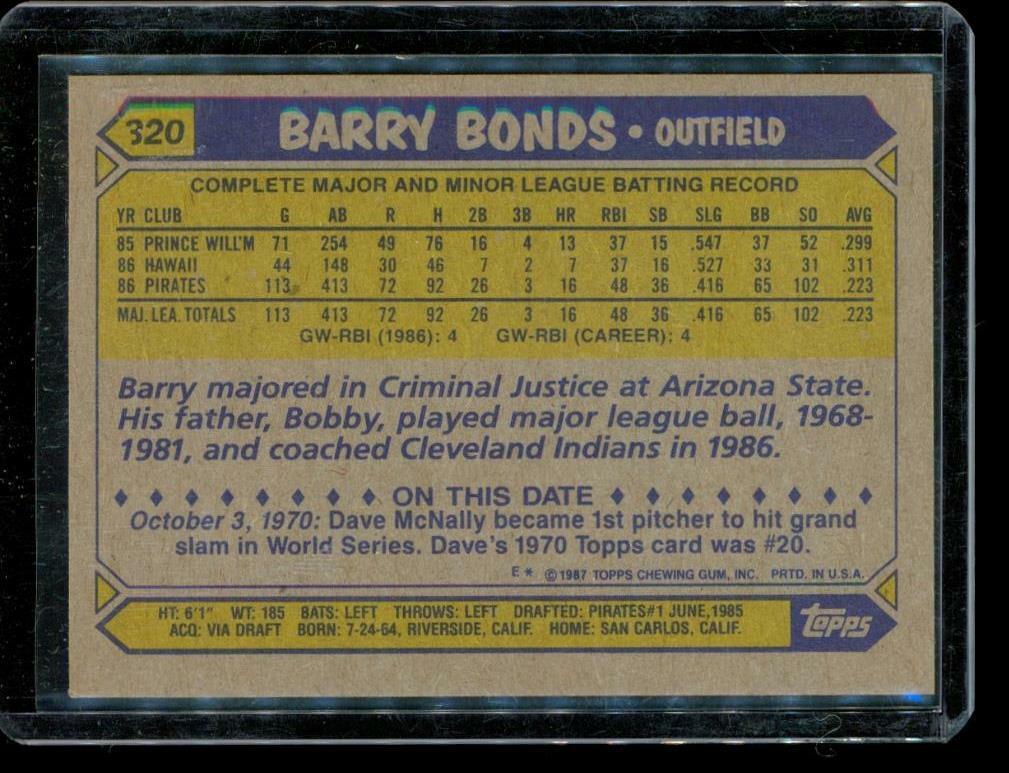 320 BARRY BONDS • OUTFIELD
COMPLETE MAJOR AND MINOR LEAGUE BATTING RECORD
YR CLUB G AB R H 2B 3B HR RBI SB SLG BB SO AVG
85 PRINCE WILL'M 71 254 49 76 16 4 13 37 15 .547 37 52 .299
86 HAWAII 44 148 30 46 7 2 7 37 16 .527 33 31 .311
86 PIRATES 113 413 72 92 26 3 16 48 36 .416 65 102 .223
MAJ. LEA. TOTALS 113 413 72 92 26 3 16 48 36 .416 65 102 .223
GW-RBI (1986): 4 GW-RBI (CAREER): 4
Barry majored in Criminal Justice at Arizona State.
His father, Bobby, played major league ball, 1968-
1981, and coached Cleveland Indians in 1986.
♦ ♦ ♦ ♦ ♦ ♦ ♦ ♦ ON THIS DATE ♦ ♦ ♦ ♦ ♦ ♦ ♦ ♦
October 3, 1970: Dave McNally became 1st pitcher to hit grand
slam in World Series. Dave's 1970 Topps card was #20.
E * © 1987 TOPPS CHEWING GUM, INC. PRTD. IN U.S.A.
HT: 6'1" WT: 185 BATS: LEFT THROWS: LEFT DRAFTED: PIRATES#1 JUNE,1985
ACQ: VIA DRAFT BORN: 7-24-64, RIVERSIDE, CALIF. HOME: SAN CARLOS, CALIF.
Topps